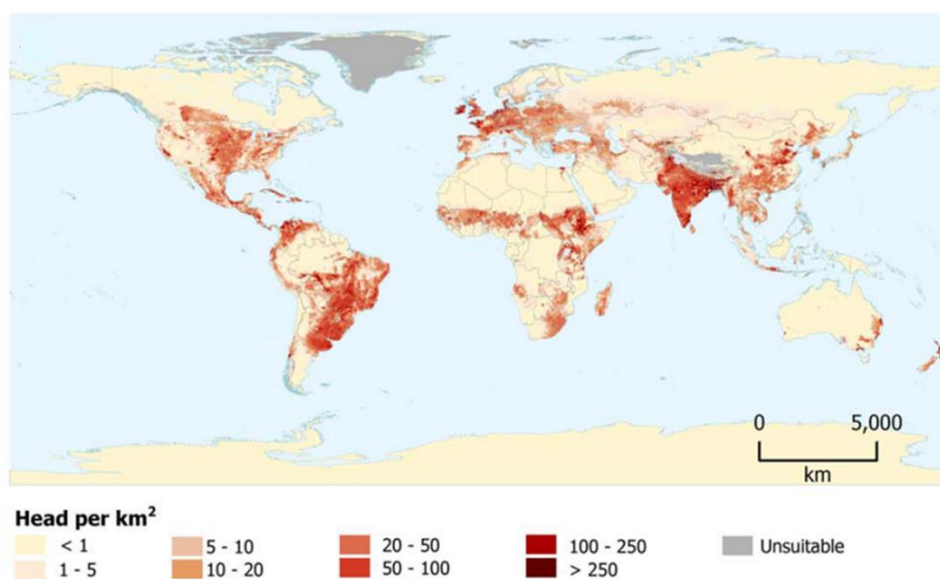 0 5,000
km
Head per km²
< 1 5 - 10 20 - 50 100 - 250 Unsuitable
1 - 5 10 - 20 50 - 100 > 250